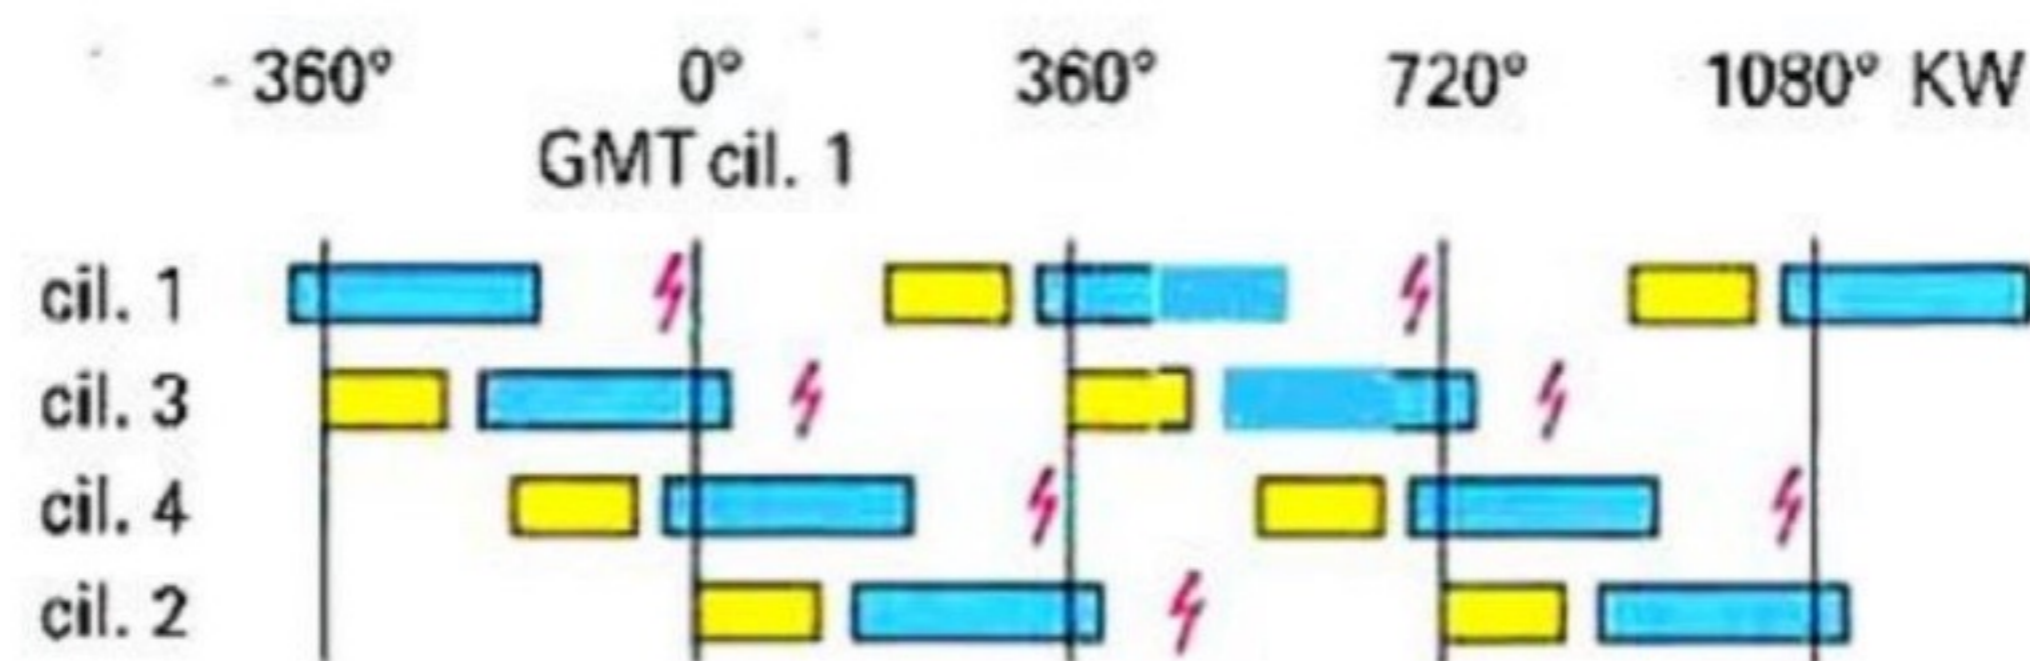 - 360° 0° 360° 720° 1080° KW
GMT cil. 1
cil. 1
cil. 3
cil. 4
cil. 2